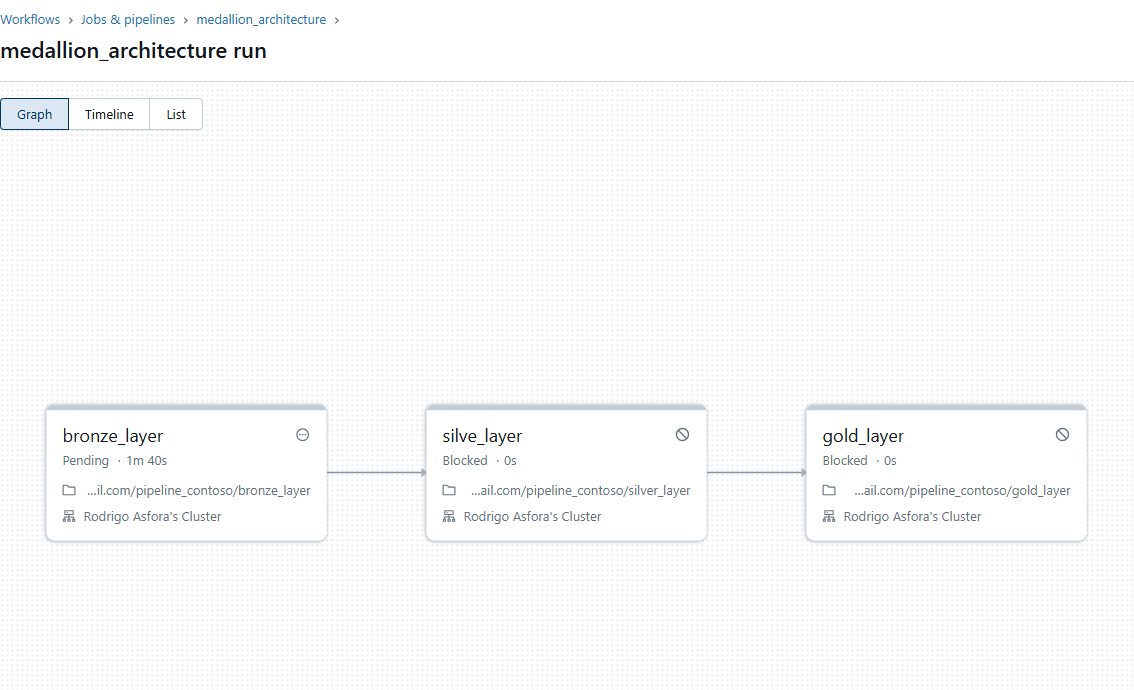 Workflows › Jobs & pipelines › medallion_architecture ›
medallion_architecture run
Graph Timeline List
bronze_layer
Pending · 1m 40s
...il.com/pipeline_contoso/bronze_layer
Rodrigo Asfora's Cluster
silve_layer
Blocked · 0s
...ail.com/pipeline_contoso/silver_layer
Rodrigo Asfora's Cluster
gold_layer
Blocked · 0s
...ail.com/pipeline_contoso/gold_layer
Rodrigo Asfora's Cluster